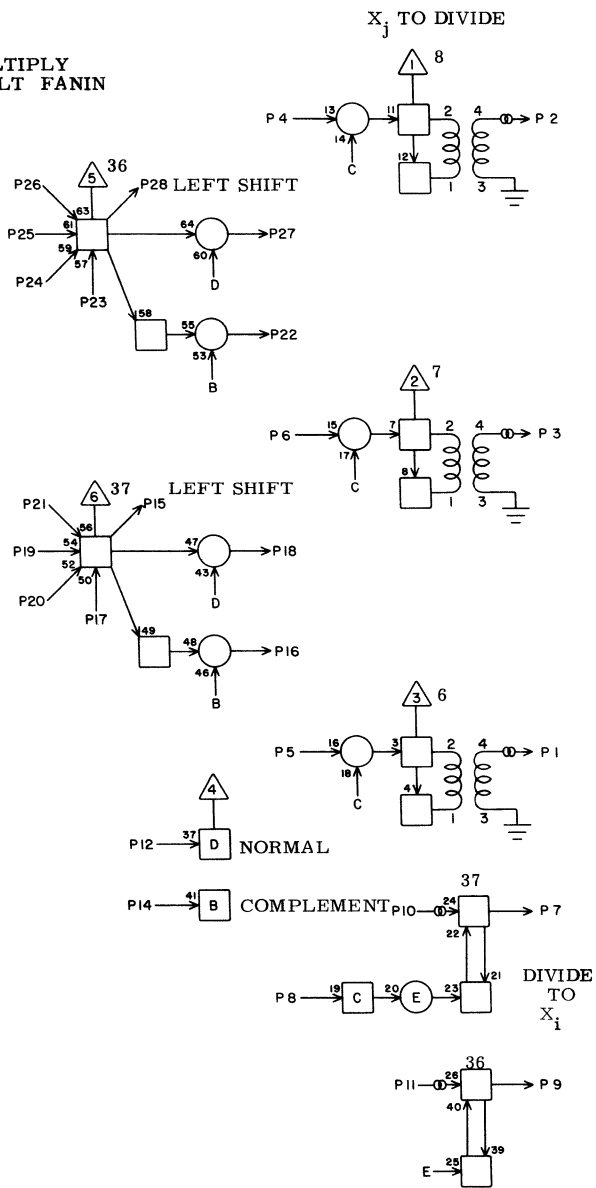 X j TO DIVIDE
LTIPLY
LT FANIN
1 8
P4 13 11 2 4 P2
14 12
C 1 3
5 36
P26 63 P28 LEFT SHIFT
P25 61 64 P27
59 57 60
P24 P23 D
58 55 P22
53
B
2 7
P6 15 7 2 4 P3
17 8
C 1 3
6 37 LEFT SHIFT
P21 56 P15
P19 54 47 P18
52 50 43
P20 P17 D
49 48 P16
46
B
3 6
P5 16 3 2 4 P1
18 4
C 1 3
4
P12 37 D NORMAL
P14 41 B COMPLEMENT
37
P10 24 P7
22 21
P8 19 C 20 E 23
DIVIDE
TO
X i
36
P11 26 P9
40 39
E 25